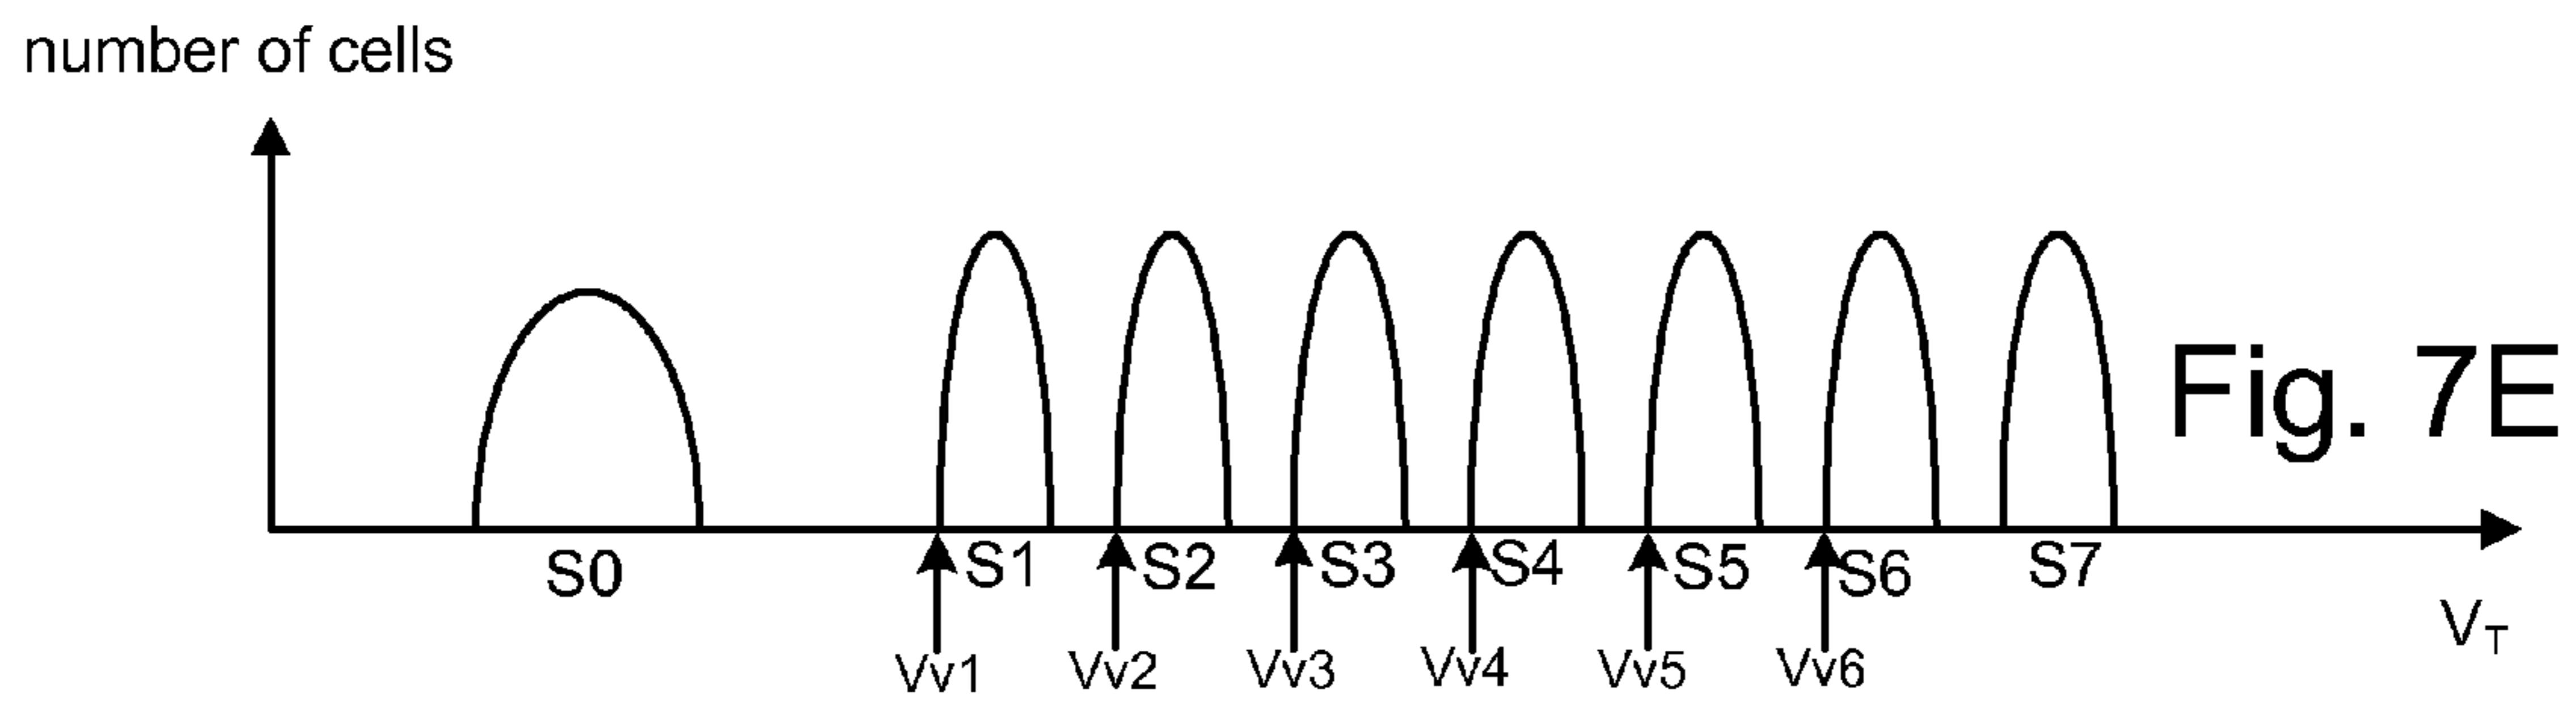 number of cells
Fig. 7E
S0 S1 S2 S3 S4 S5 S6 S7
V_T
Vv1 Vv2 Vv3 Vv4 Vv5 Vv6